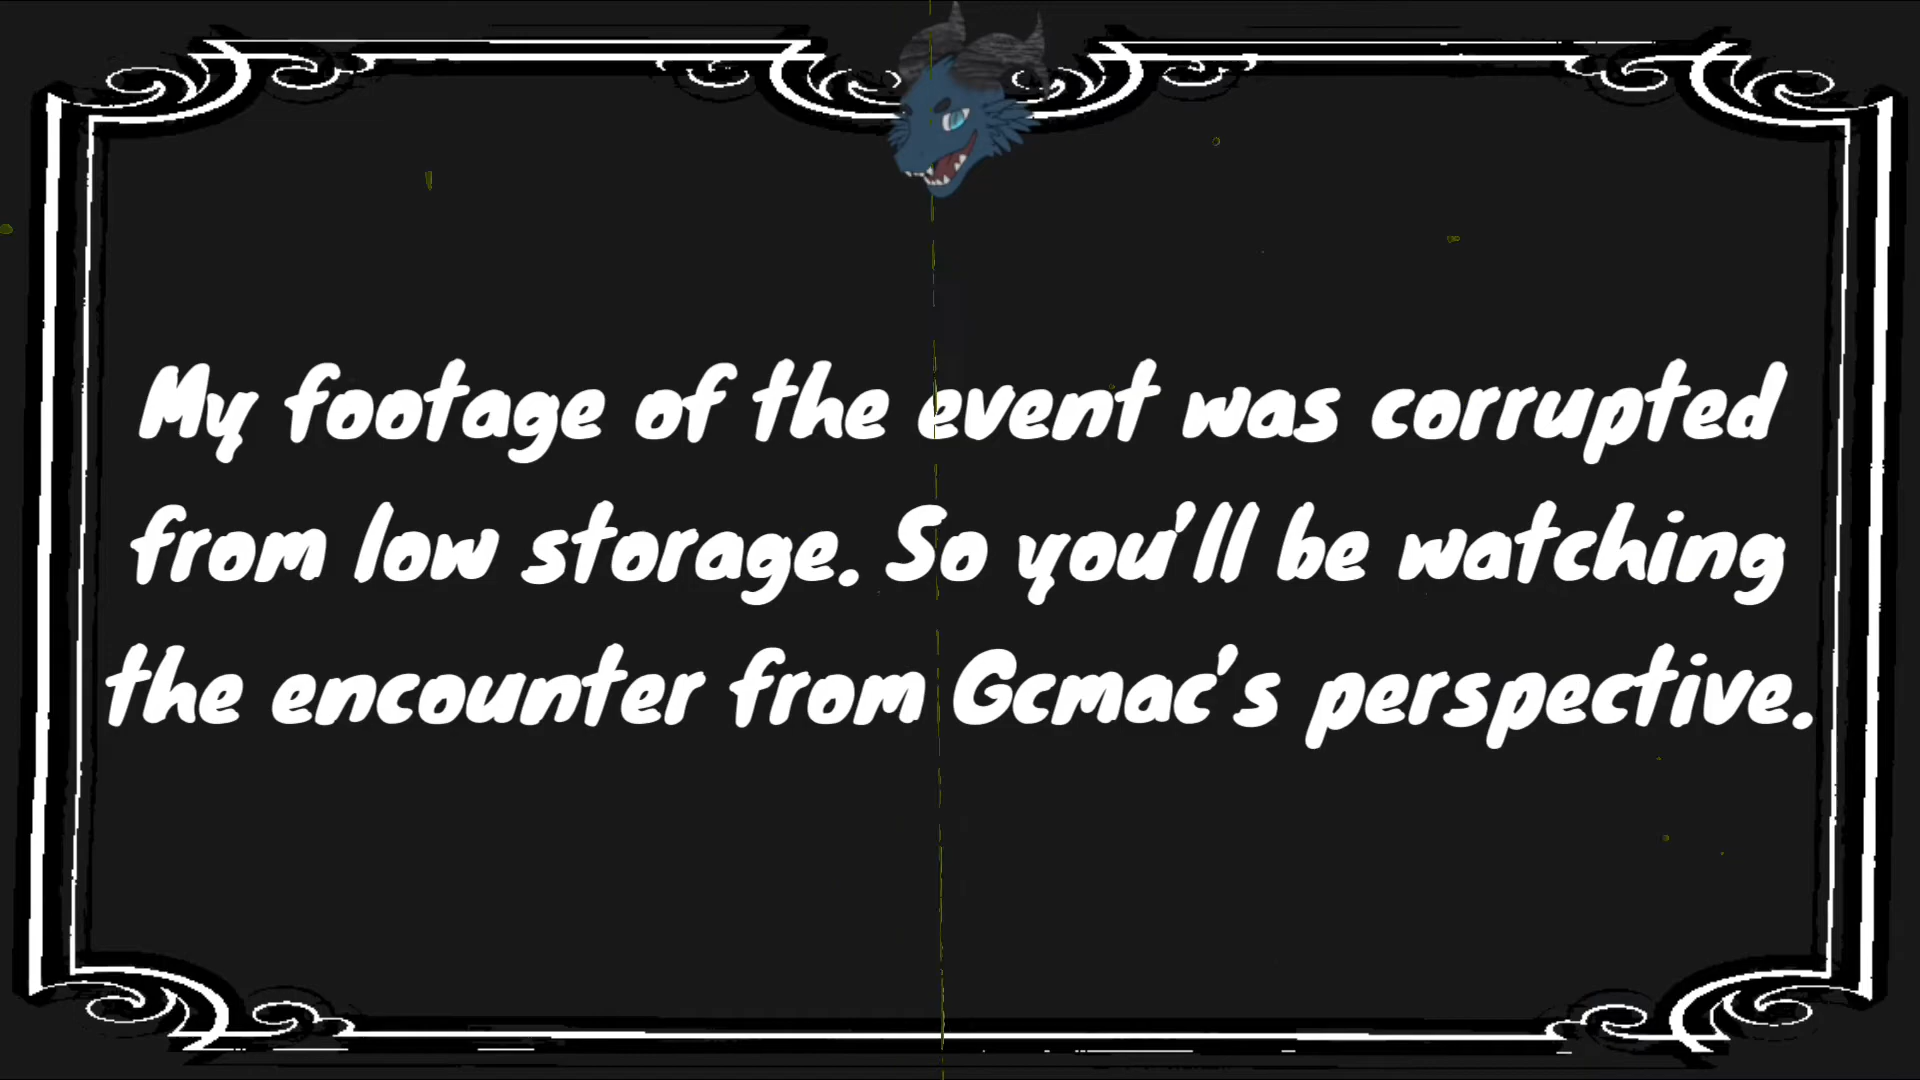 My footage of the event was corrupted
from low storage. So you'll be watching
the encounter from Gcmac's perspective.